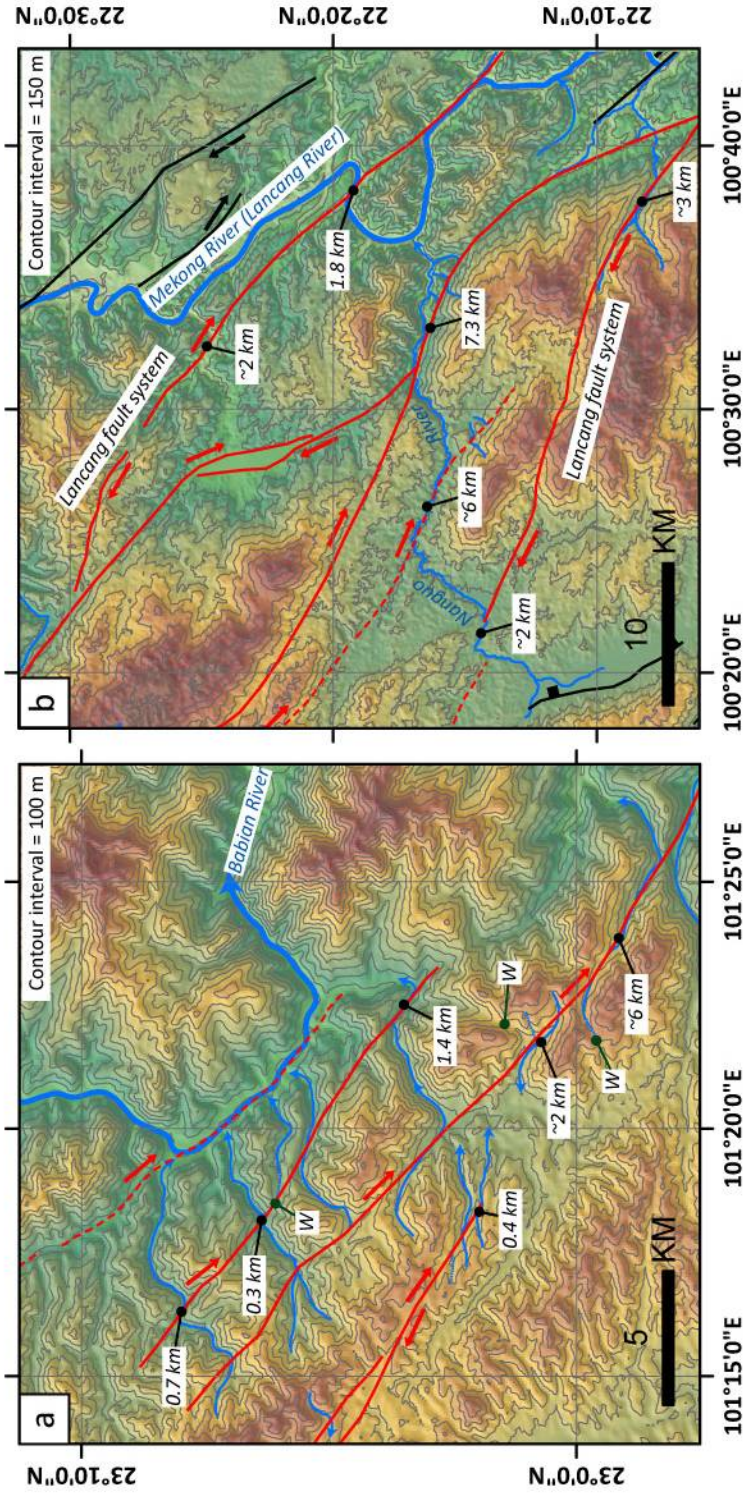 a
Contour interval = 100 m
Babian River
0.7 km
0.3 km
W
1.4 km
W
0.4 km
~2 km
W
~6 km
5
KM
23°10'0"N
23°0'0"N
101°15'0"E
101°20'0"E
101°25'0"E
b
Contour interval = 150 m
Lancang fault system
Mekong River (Lancang River)
~2 km
1.8 km
7.3 km
Nanguo
River
~6 km
~2 km
Lancang fault system
~3 km
10
KM
22°30'0"N
22°20'0"N
22°10'0"N
100°20'0"E
100°30'0"E
100°40'0"E